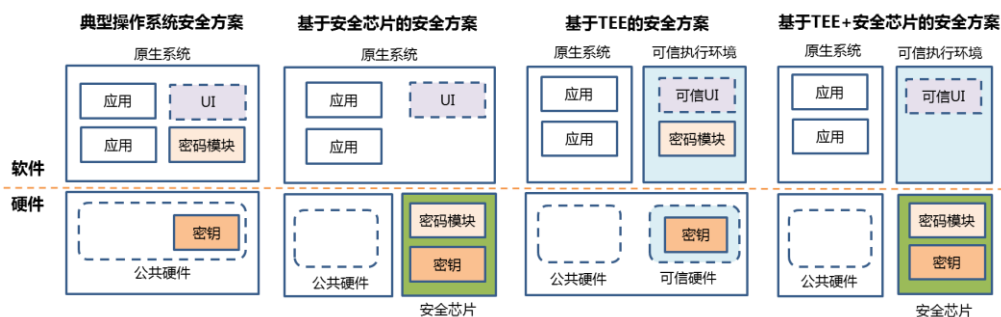 典型操作系统安全方案
基于安全芯片的安全方案
基于TEE的安全方案
基于TEE+安全芯片的安全方案
原生系统
原生系统
原生系统
可信执行环境
原生系统
可信执行环境
应用
UI
应用
UI
应用
可信UI
应用
可信UI
应用
密码模块
应用
应用
密码模块
应用
软件
硬件
密钥
公共硬件
公共硬件
密码模块
密钥
安全芯片
公共硬件
密钥
可信硬件
公共硬件
密码模块
密钥
安全芯片